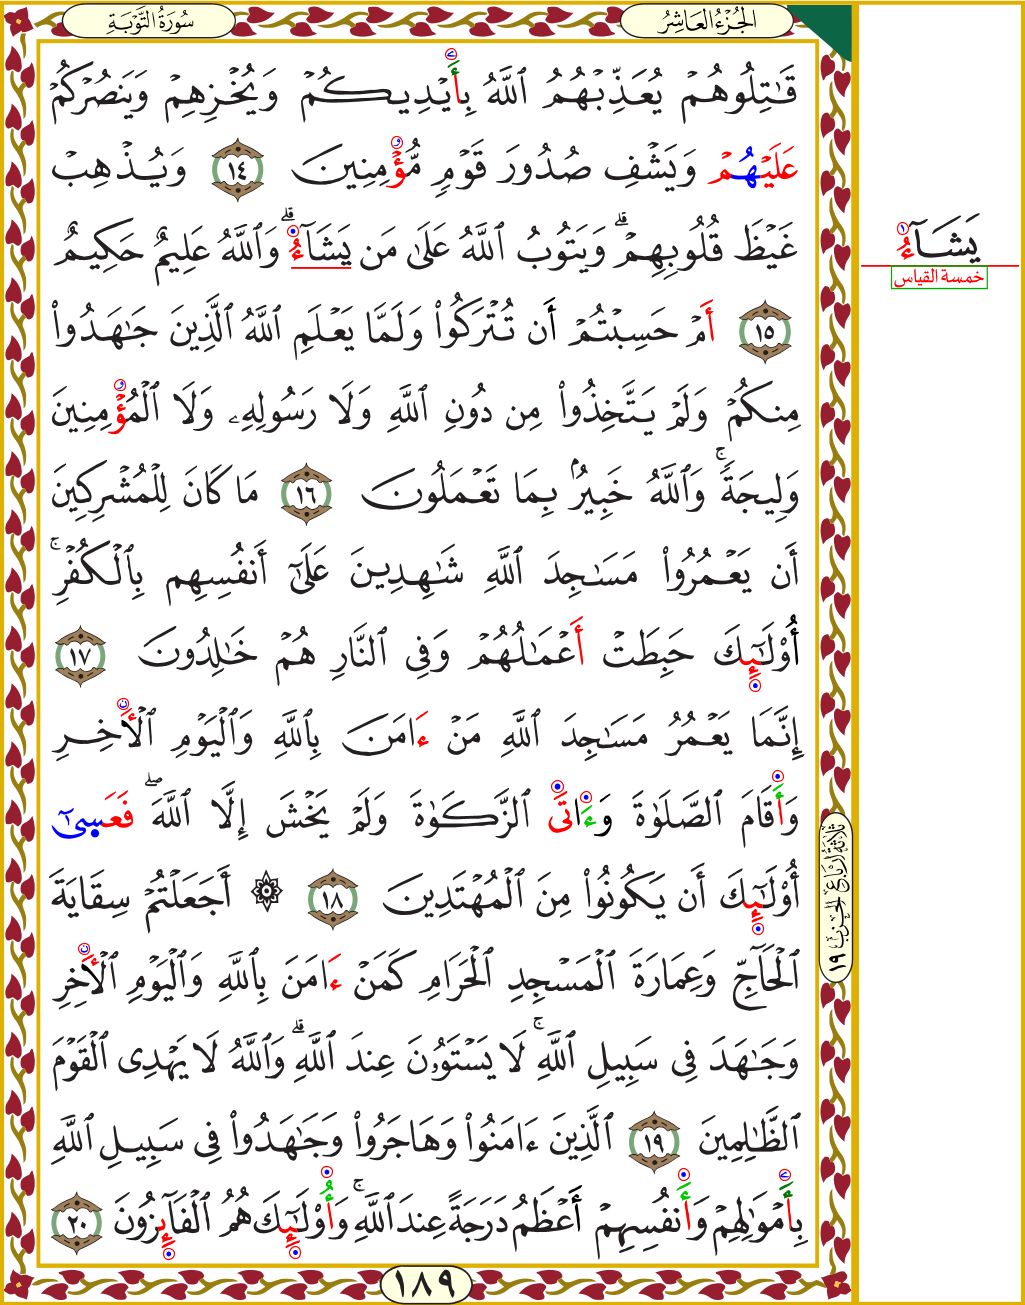 سُورَةُ التَّوْبَةِ
الجُزْءُ العَاشِرُ
قَٰتِلُوهُمْ يُعَذِّبْهُمُ ٱللَّهُ بِأَيْدِيكُمْ وَيُخْزِهِمْ وَيَنصُرْكُمْ
عَلَيْهُمْ وَيَشْفِ صُدُورَ قَوْمٍ مُّؤْمِنِينَ ١٤ وَيُذْهِبْ
غَيْظَ قُلُوبِهِمْ ۗ وَيَتُوبُ ٱللَّهُ عَلَىٰ مَن يَشَآءُ ۗ وَٱللَّهُ عَلِيمٌ حَكِيمٌ
١٥ أَمْ حَسِبْتُمْ أَن تُتْرَكُوا۟ وَلَمَّا يَعْلَمِ ٱللَّهُ ٱلَّذِينَ جَٰهَدُوا۟
مِنكُمْ وَلَمْ يَتَّخِذُوا۟ مِن دُونِ ٱللَّهِ وَلَا رَسُولِهِۦ وَلَا ٱلْمُؤْمِنِينَ
وَلِيجَةً ۚ وَٱللَّهُ خَبِيرٌۢ بِمَا تَعْمَلُونَ ١٦ مَا كَانَ لِلْمُشْرِكِينَ
أَن يَعْمُرُوا۟ مَسَٰجِدَ ٱللَّهِ شَٰهِدِينَ عَلَىٰٓ أَنفُسِهِم بِٱلْكُفْرِ ۚ
أُو۟لَٰٓئِكَ حَبِطَتْ أَعْمَٰلُهُمْ وَفِى ٱلنَّارِ هُمْ خَٰلِدُونَ ١٧
إِنَّمَا يَعْمُرُ مَسَٰجِدَ ٱللَّهِ مَنْ ءَامَنَ بِٱللَّهِ وَٱلْيَوْمِ ٱلْأَخِرِ
وَأَقَامَ ٱلصَّلَوٰةَ وَءَاتَى ٱلزَّكَوٰةَ وَلَمْ يَخْشَ إِلَّا ٱللَّهَ ۖ فَعَسَىٰٓ
أُو۟لَٰٓئِكَ أَن يَكُونُوا۟ مِنَ ٱلْمُهْتَدِينَ ١٨ ۞ أَجَعَلْتُمْ سِقَايَةَ
ٱلْحَآجِّ وَعِمَارَةَ ٱلْمَسْجِدِ ٱلْحَرَامِ كَمَنْ ءَامَنَ بِٱللَّهِ وَٱلْيَوْمِ ٱلْأَخِرِ
وَجَٰهَدَ فِى سَبِيلِ ٱللَّهِ ۚ لَا يَسْتَوُۥنَ عِندَ ٱللَّهِ ۗ وَٱللَّهُ لَا يَهْدِى ٱلْقَوْمَ
ٱلظَّٰلِمِينَ ١٩ ٱلَّذِينَ ءَامَنُوا۟ وَهَاجَرُوا۟ وَجَٰهَدُوا۟ فِى سَبِيلِ ٱللَّهِ
بِأَمْوَٰلِهِمْ وَأَنفُسِهِمْ أَعْظَمُ دَرَجَةً عِندَ ٱللَّهِ ۚ وَأُو۟لَٰٓئِكَ هُمُ ٱلْفَآئِزُونَ ٢٠
يَشَآءُ
خمسة القياس
ثلاثة أرباع الحزب ١٩
١٨٩